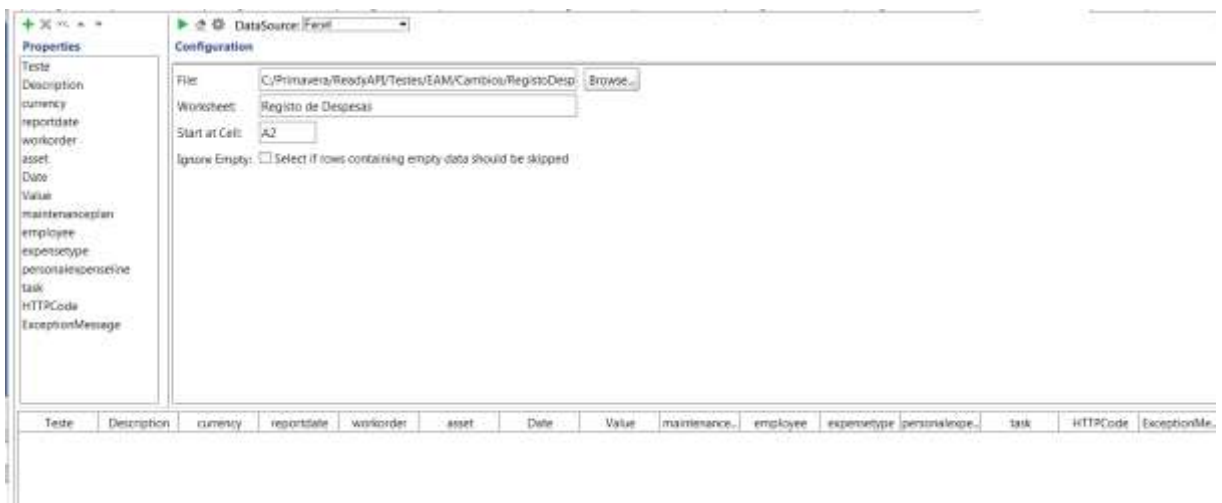 DataSource: Excel
Properties
Configuration
Teste
Description
currency
reportdate
workorder
asset
Date
Value
maintenanceplan
employee
expensetype
personalexpenseline
task
HTTPCode
ExceptionMessage
File: C:/Primavera/ReadyAPI/Testes/EAM/Cambios/RegistoDesp Browse...
Worksheet: Registo de Despesas
Start at Cell: A2
Ignore Empty: Select if rows containing empty data should be skipped
Teste Description currency reportdate workorder asset Date Value maintenance... employee expensetype personalexpe... task HTTPCode ExceptionMe...